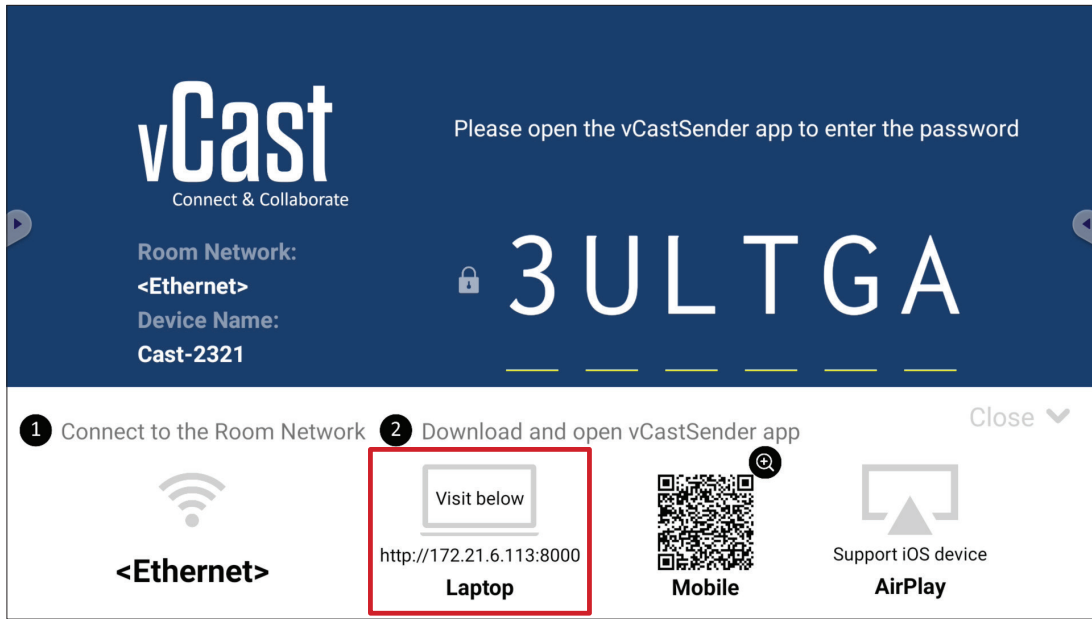 vCast
Connect & Collaborate
Please open the vCastSender app to enter the password
Room Network:
<Ethernet>
Device Name:
Cast-2321
3ULTGA
1 Connect to the Room Network
2 Download and open vCastSender app
Close
<Ethernet>
Visit below
http://172.21.6.113:8000
Laptop
Mobile
Support iOS device
AirPlay